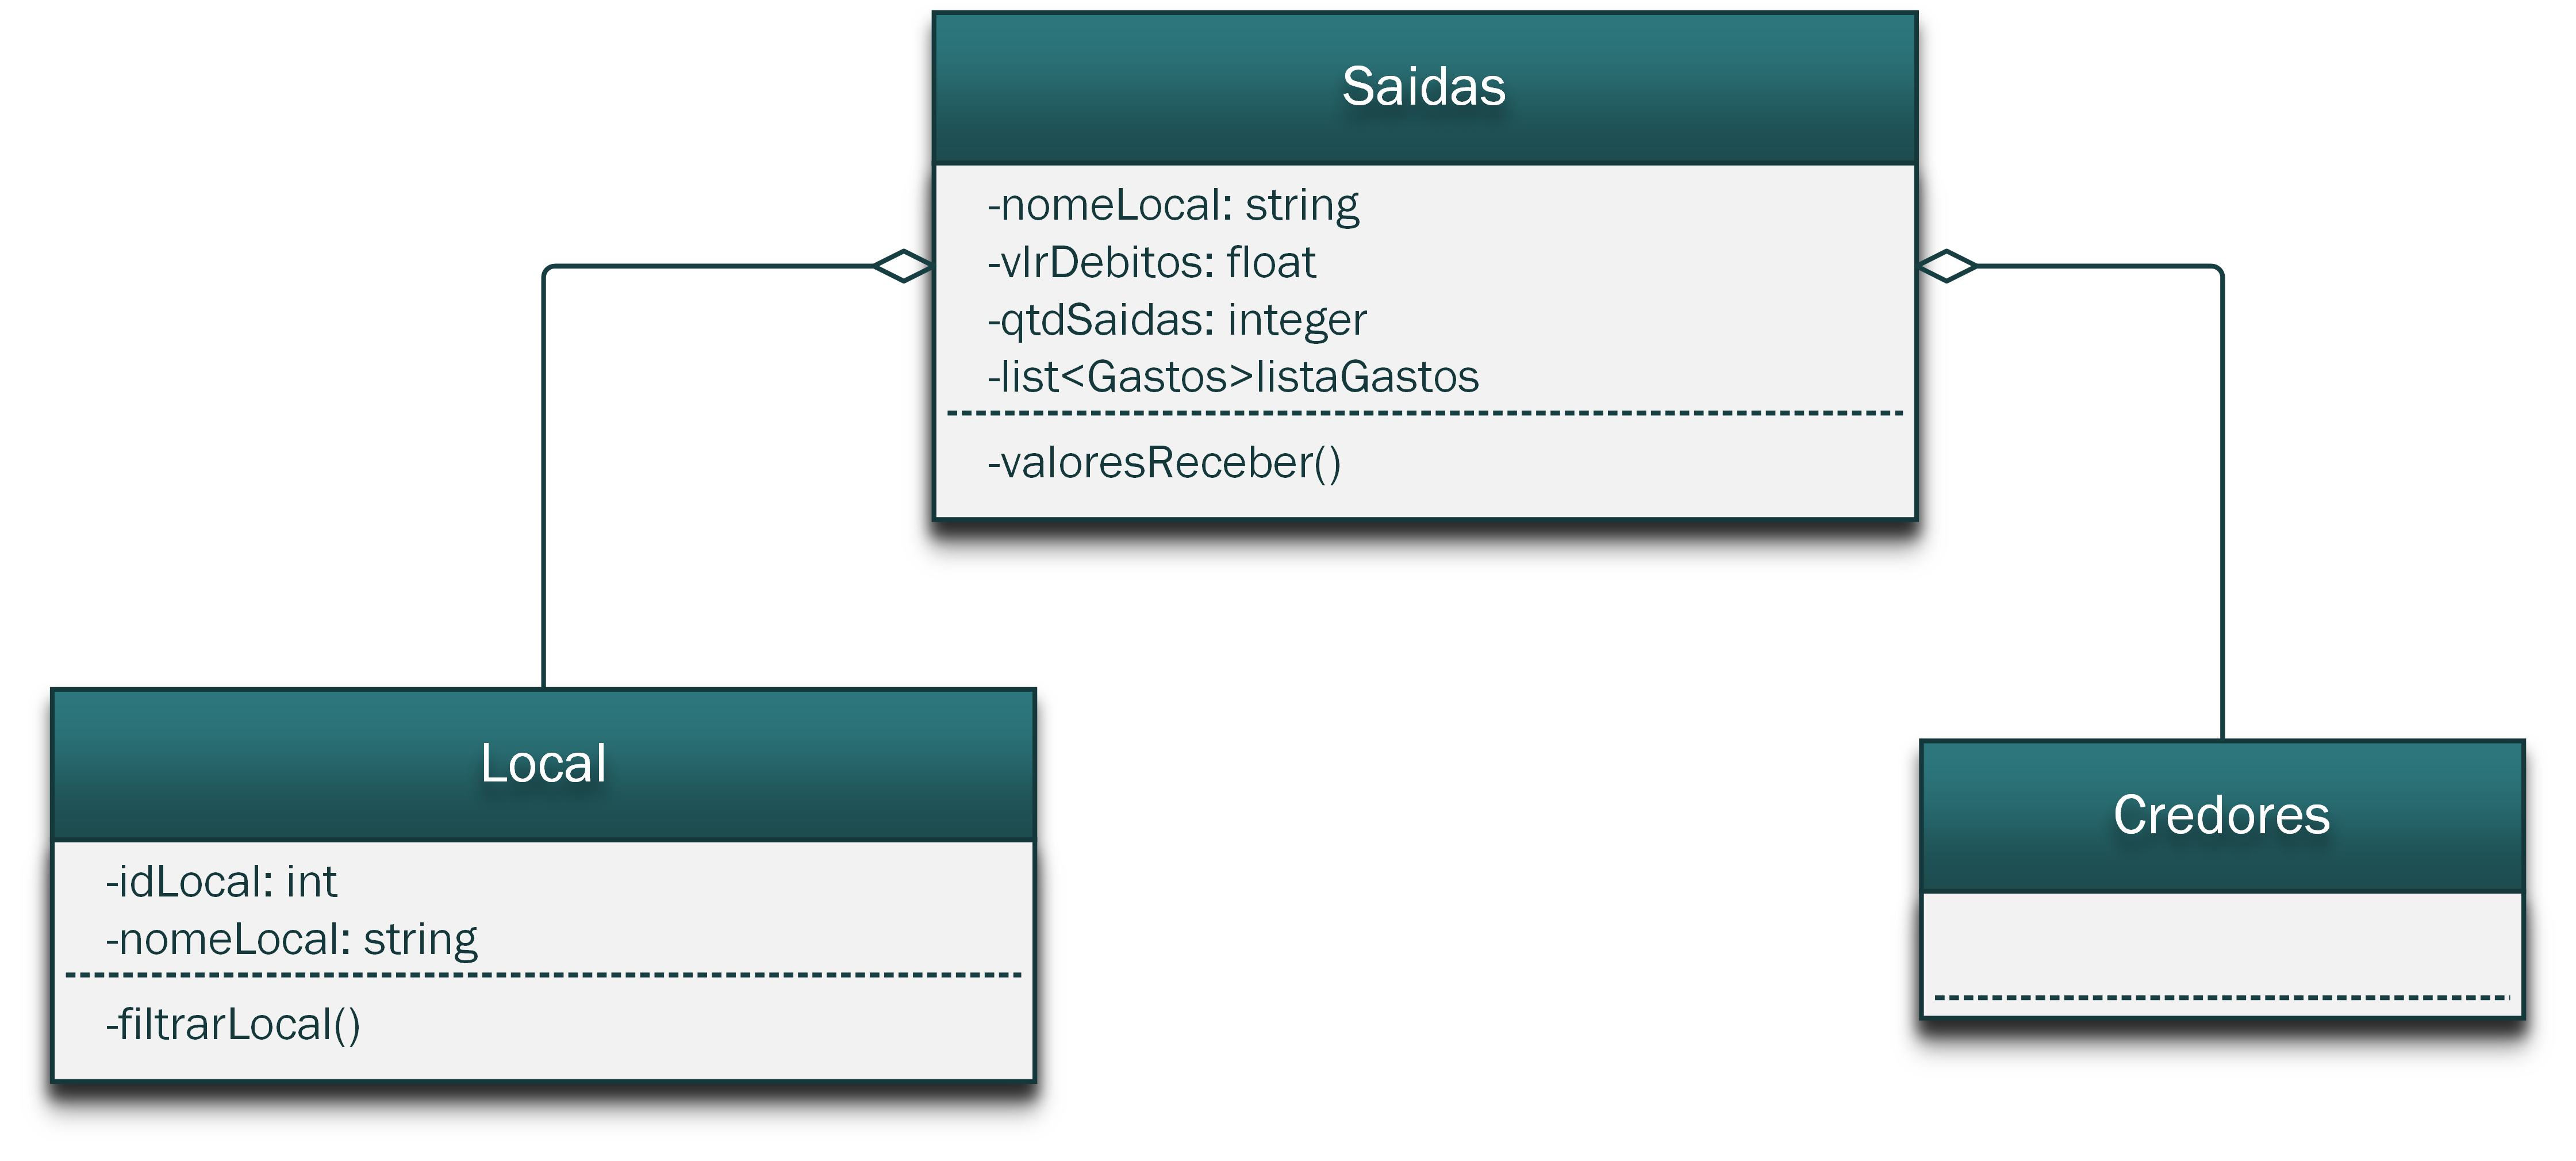 Saidas
-nomeLocal: string
-vlrDebitos: float
-qtdSaidas: integer
-list<Gastos>listaGastos
-valoresReceber()
Local
-idLocal: int
-nomeLocal: string
-filtrarLocal()
Credores